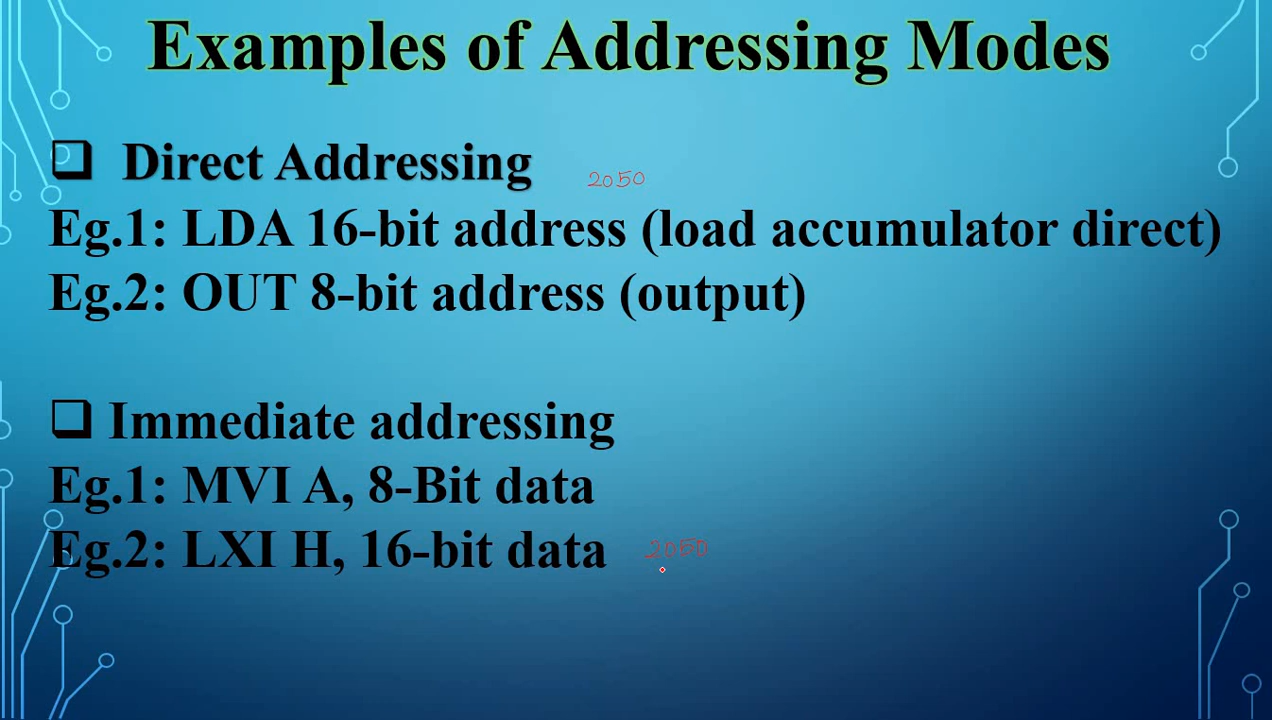 Examples of Addressing Modes
Direct Addressing
2050
Eg.1: LDA 16-bit address (load accumulator direct)
Eg.2: OUT 8-bit address (output)
Immediate addressing
Eg.1: MVI A, 8-Bit data
Eg.2: LXI H, 16-bit data 2050